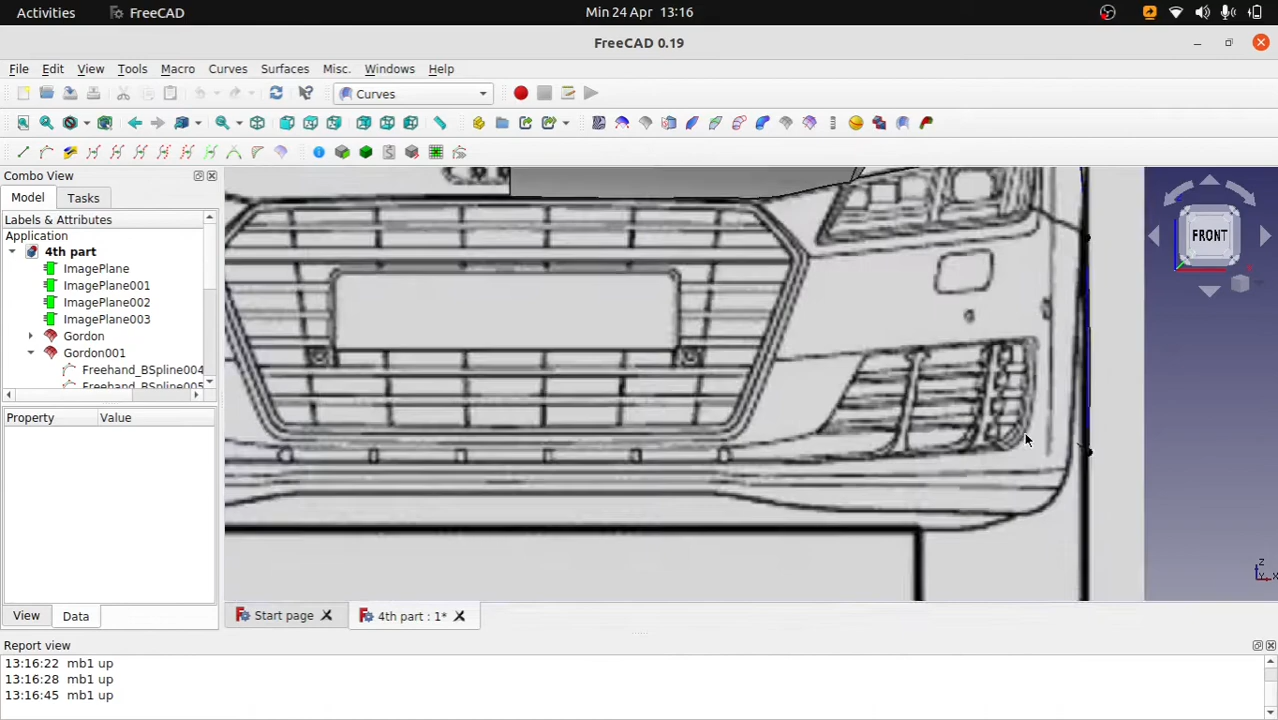 Activities FreeCAD Min 24 Apr 13:16
FreeCAD 0.19
File Edit View Tools Macro Curves Surfaces Misc. Windows Help
Curves
Combo View
Model Tasks
Labels & Attributes
Application
4th part
ImagePlane
ImagePlane001
ImagePlane002
ImagePlane003
Gordon
Gordon001
Freehand_BSpline004
Freehand_BSpline005
Property Value
FRONT
Z
Y X
View Data
Start page 4th part : 1*
Report view
13:16:22 mb1 up
13:16:28 mb1 up
13:16:45 mb1 up